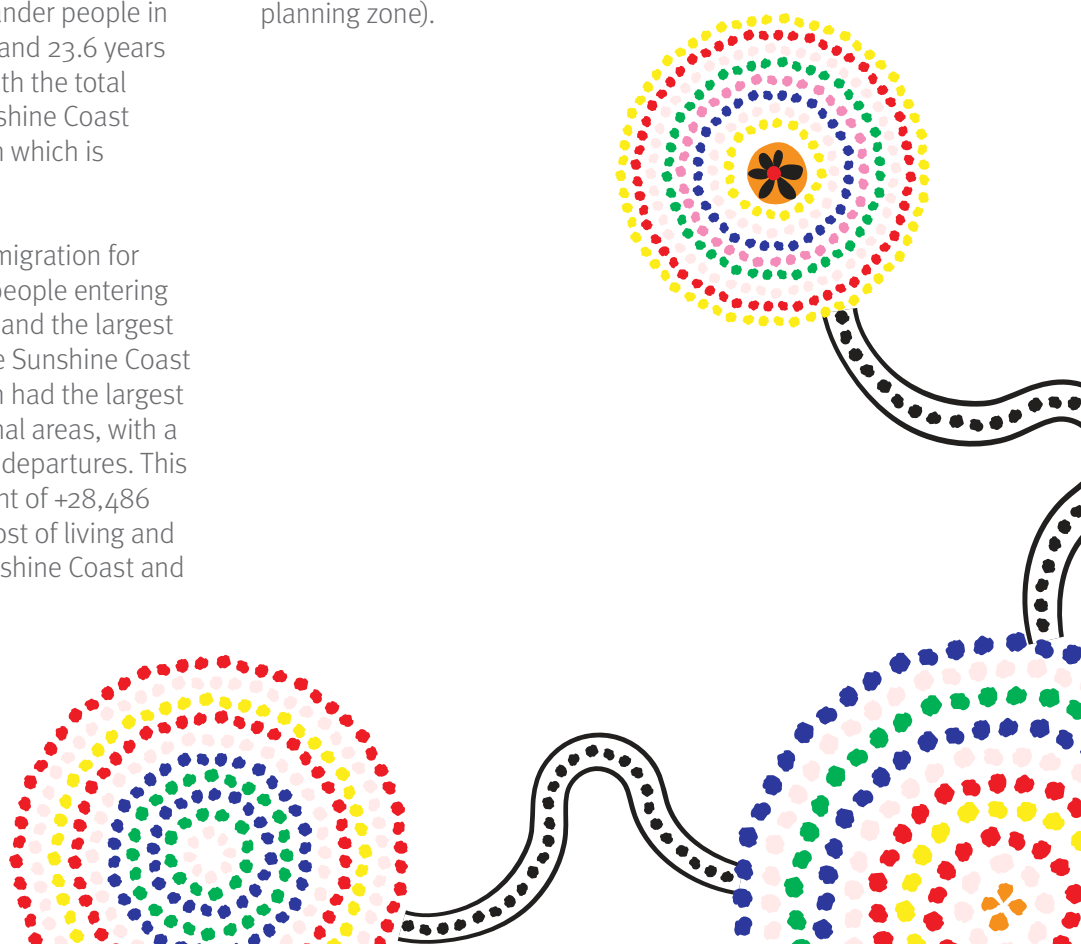 ander people in
and 23.6 years
th the total
shine Coast
n which is
migration for
people entering
and the largest
e Sunshine Coast
n had the largest
nal areas, with a
departures. This
nt of +28,486
ost of living and
shine Coast and
planning zone).